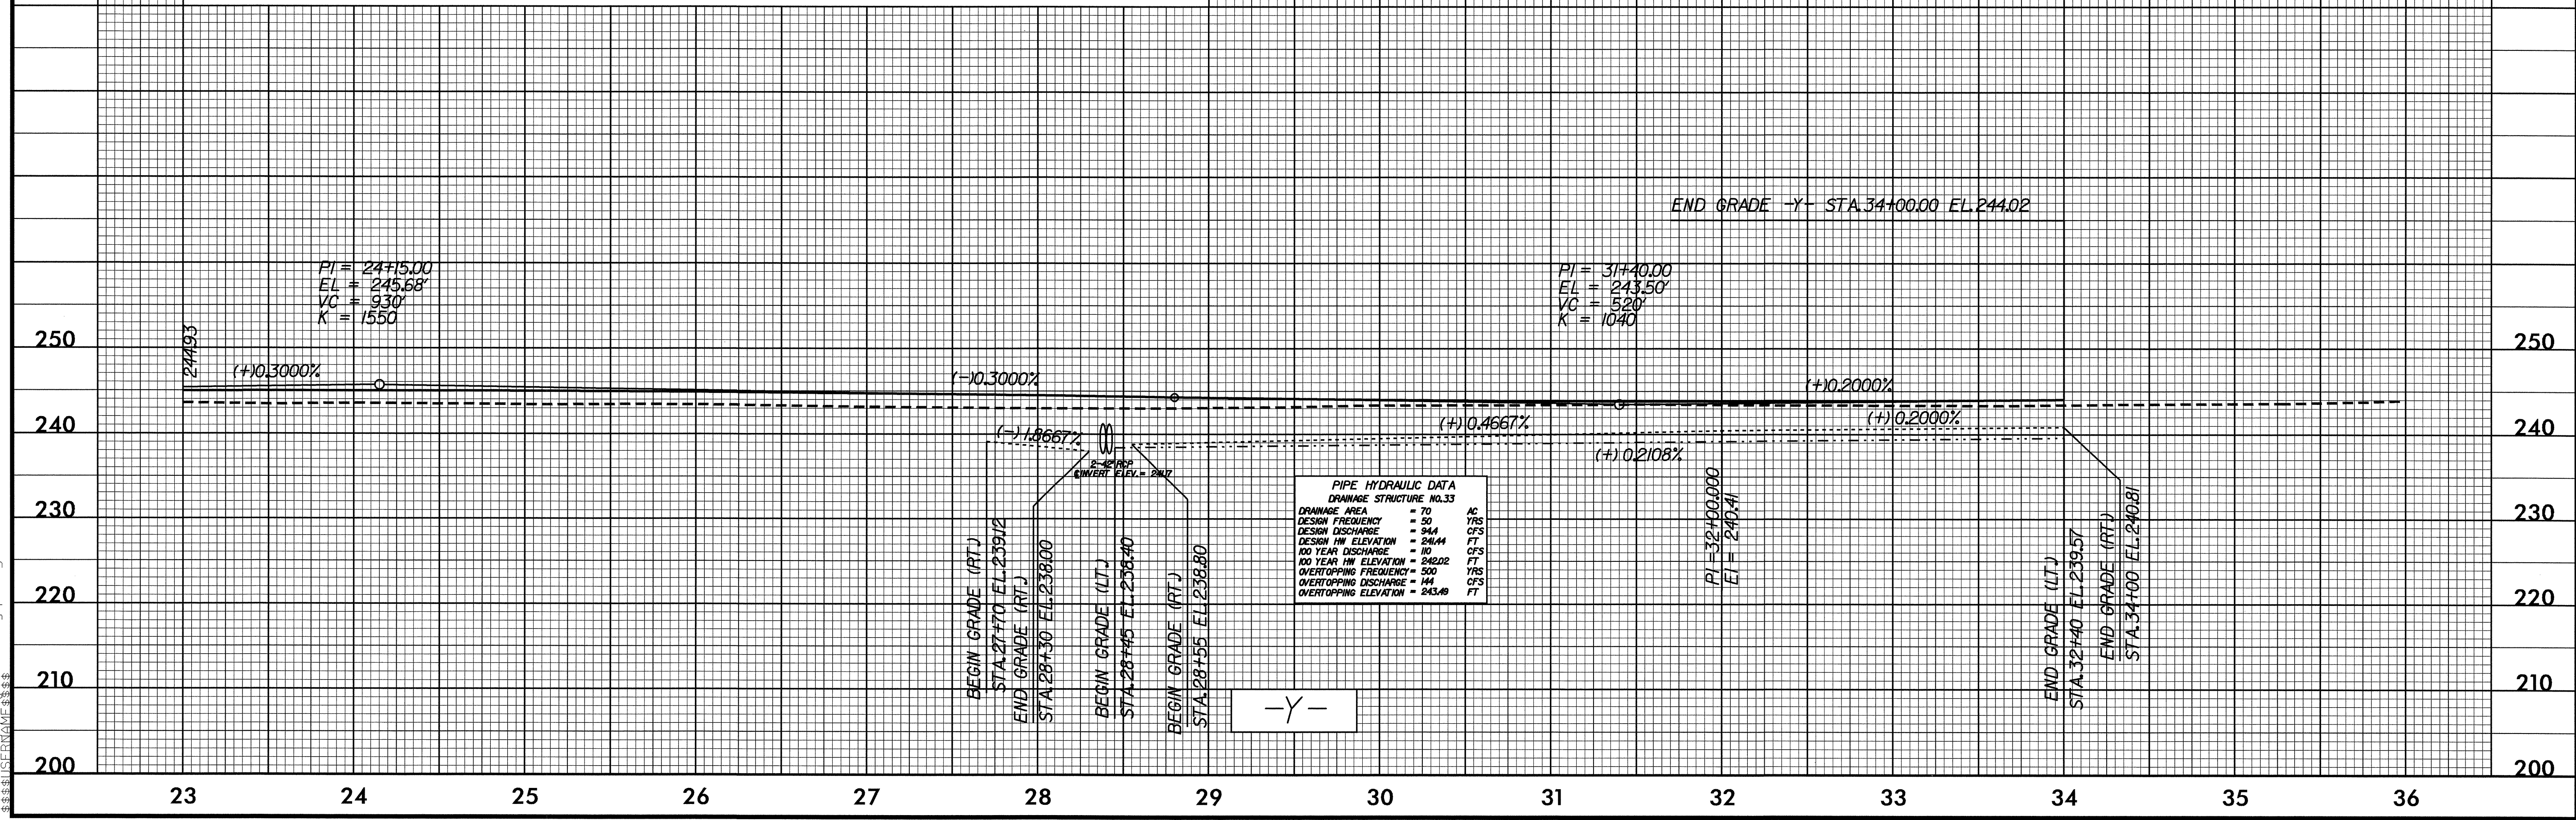 END GRADE -Y- STA.34+00.00 EL.244.02
PI = 24+15.00
EL = 245.68'
VC = 930'
K = 1550
PI = 31+40.00
EL = 243.50'
VC = 520'
K = 1040
250
244.93
250
(+)0.3000%
(-)0.3000%
(+)0.2000%
240
(-)1.8667%
(+)0.4667%
(+)0.2000%
240
(+)0.2108%
2-42" RCP
INVERT ELEV.=
PIPE HYDRAULIC DATA
DRAINAGE STRUCTURE NO.33
DRAINAGE AREA = 70 AC
DESIGN FREQUENCY = 50 YRS
DESIGN DISCHARGE = 94.4 CFS
DESIGN HW ELEVATION = 241.44 FT
100 YEAR DISCHARGE = 110 CFS
100 YEAR HW ELEVATION = 242.02 FT
OVERTOPPING FREQUENCY = 500 YRS
OVERTOPPING DISCHARGE = 144 CFS
OVERTOPPING ELEVATION = 243.49 FT
230
230
220
220
210
210
200
200
BEGIN GRADE (RT.)
STA.27+70 EL.239.12
END GRADE (RT.)
STA.28+30 EL.238.00
BEGIN GRADE (LT.)
STA.28+45 EL.238.40
BEGIN GRADE (RT.)
STA.28+55 EL.238.80
PI =32+00.000
El = 240.41
END GRADE (LT.)
STA.32+40 EL.239.57
END GRADE (RT.)
STA.34+00 EL.240.81
-Y-
23 24 25 26 27 28 29 30 31 32 33 34 35 36
$$$$USERNAME$$$$